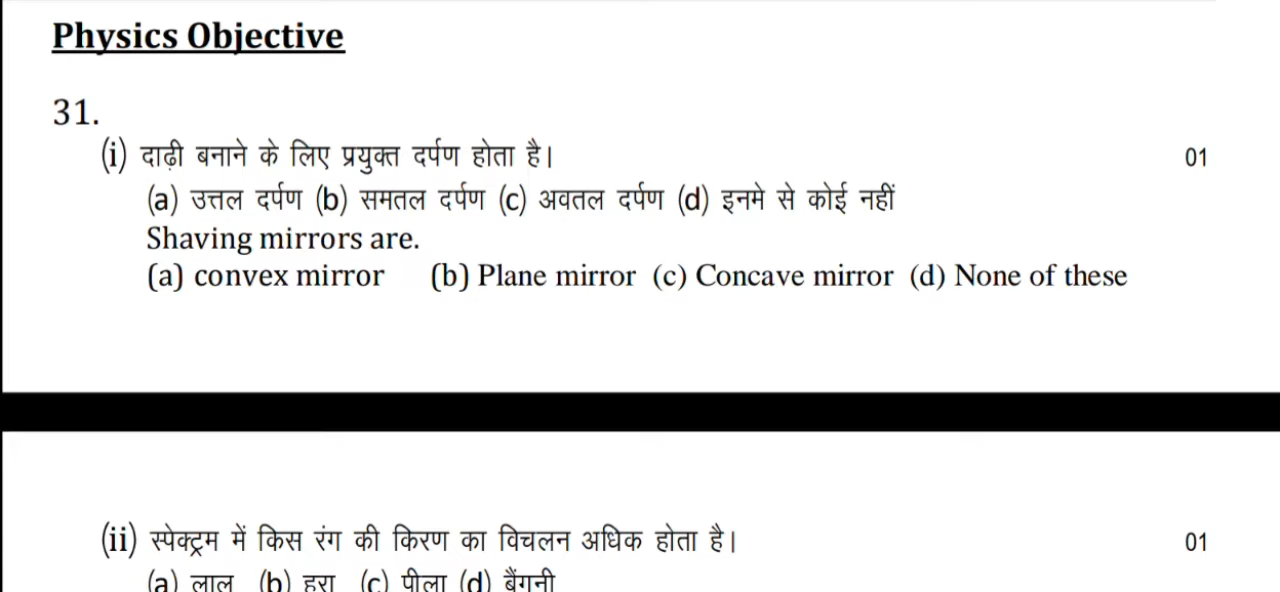 Physics Objective
31.
(i) दाढ़ी बनाने के लिए प्रयुक्त दर्पण होता है। 01
(a) उत्तल दर्पण (b) समतल दर्पण (c) अवतल दर्पण (d) इनमे से कोई नहीं
Shaving mirrors are.
(a) convex mirror (b) Plane mirror (c) Concave mirror (d) None of these
(ii) स्पेक्ट्रम में किस रंग की किरण का विचलन अधिक होता है। 01
(a) लाल (b) हरा (c) पीला (d) बैंगनी